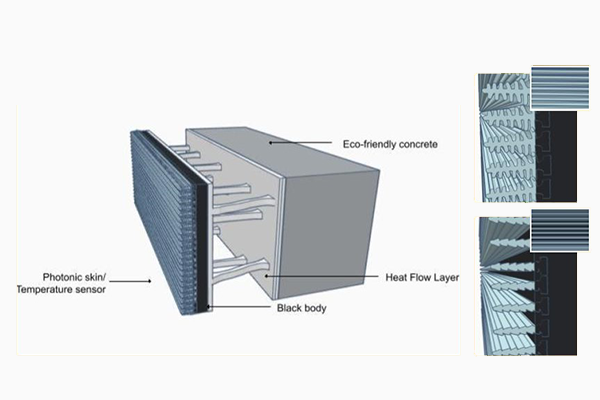 Eco-friendly concrete
Photonic skin/
Temperature sensor
Heat Flow Layer
Black body